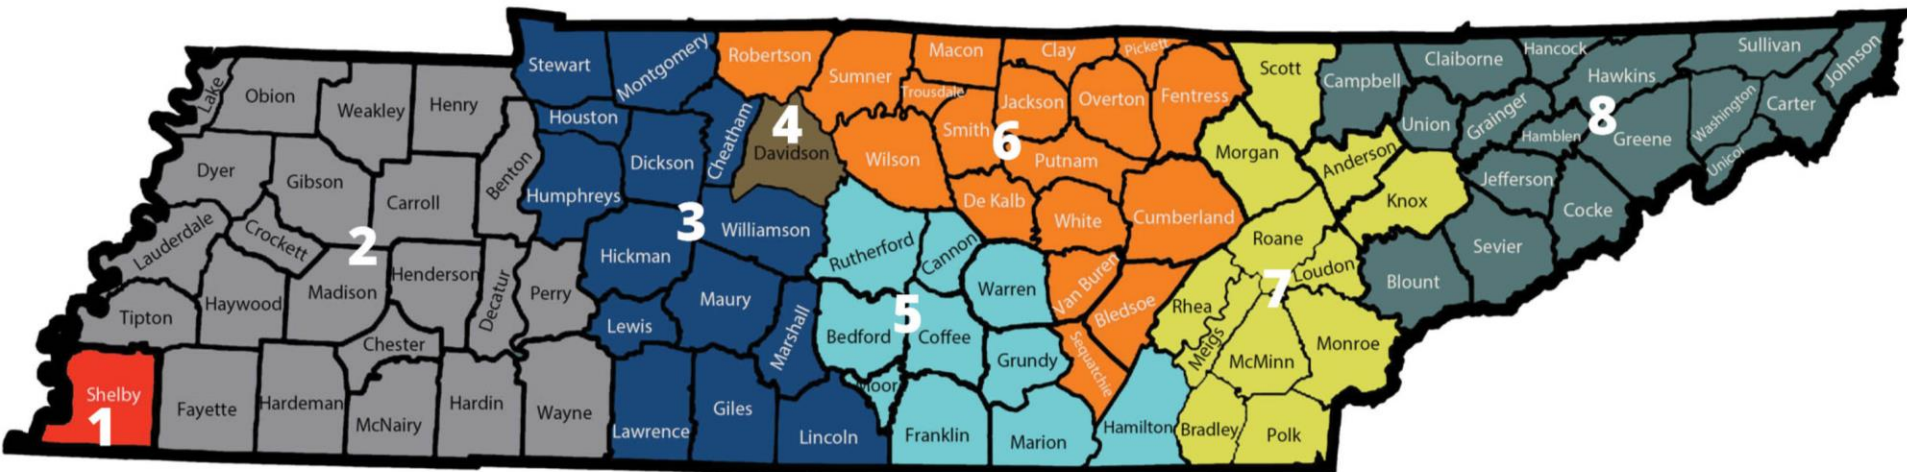 Lake
Obion
Weakley
Henry
Dyer
Gibson
Carroll
Benton
Lauderdale
Crockett
2
Tipton
Haywood
Madison
Henderson
Decatur
Perry
Chester
Shelby
1
Fayette
Hardeman
McNairy
Hardin
Wayne
Stewart
Montgomery
Houston
Humphreys
Dickson
Cheatham
3
Williamson
Hickman
Maury
Lewis
Marshall
Lawrence
Giles
Lincoln
4
Davidson
Rutherford
Cannon
Warren
5
Bedford
Coffee
Grundy
Moor
Franklin
Marion
Hamilton
Robertson
Sumner
Macon
Trousdale
Clay
Pickett
Jackson
Overton
Fentress
Smith
6
Wilson
Putnam
De Kalb
White
Cumberland
Van Buren
Bledsoe
Sequatchie
Scott
Morgan
Anderson
Knox
Roane
Loudon
7
Rhea
Meigs
McMinn
Monroe
Bradley
Polk
Campbell
Claiborne
Hancock
Hawkins
Sullivan
Johnson
Union
Grainger
Hamblen
8
Greene
Washington
Carter
Unicoi
Jefferson
Cocke
Sevier
Blount